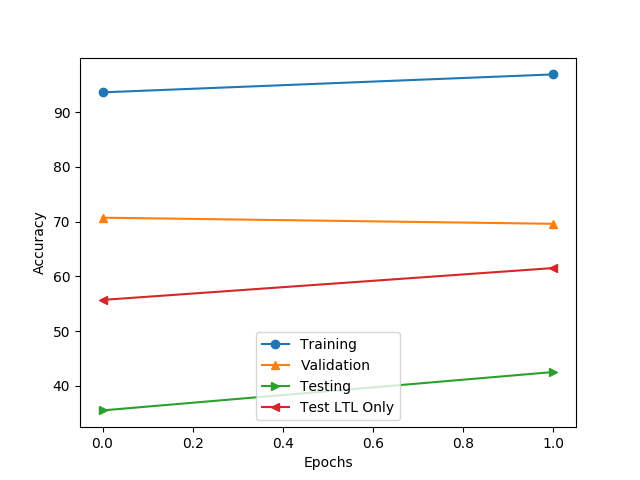 90
80
70
60
50
40
Accuracy
Training
Validation
Testing
Test LTL Only
0.0 0.2 0.4 0.6 0.8 1.0
Epochs